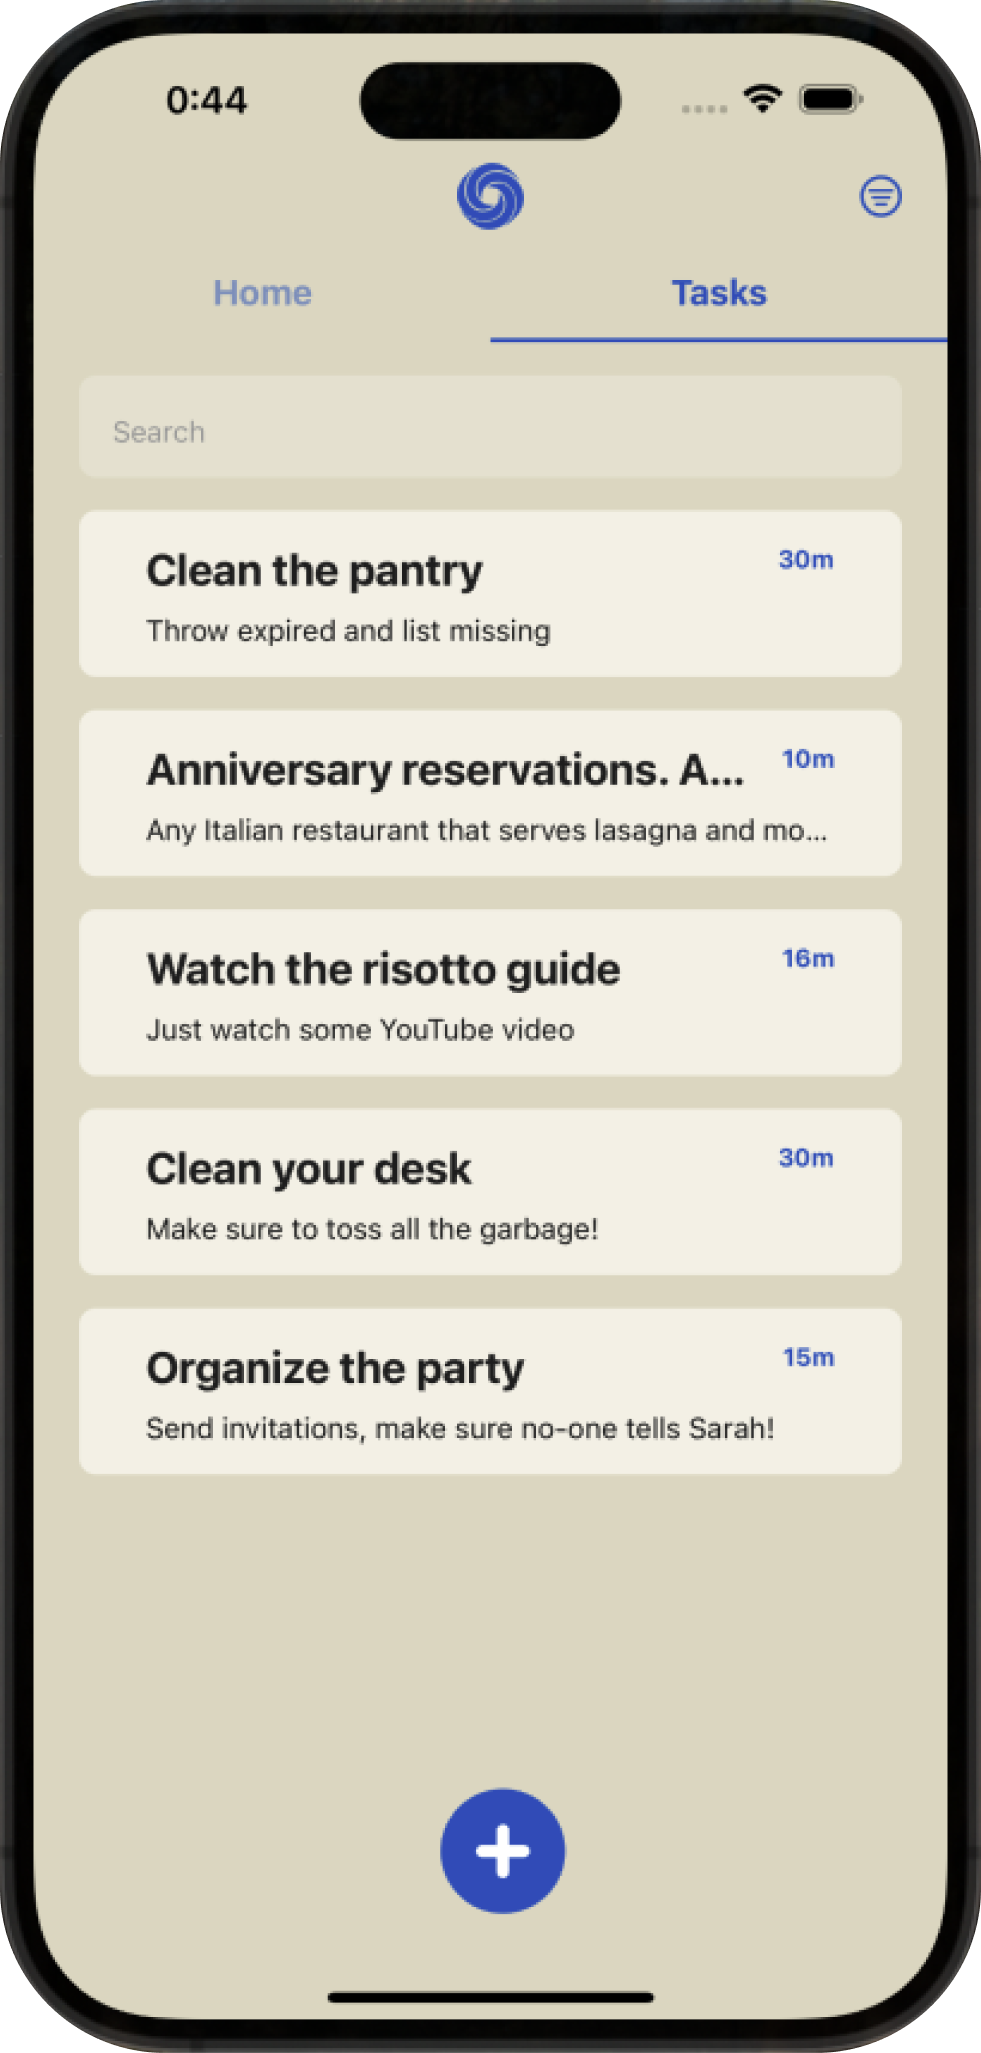 0:44
Home
Tasks
Search
Clean the pantry
30m
Throw expired and list missing
Anniversary reservations. A...
10m
Any Italian restaurant that serves lasagna and mo...
Watch the risotto guide
16m
Just watch some YouTube video
Clean your desk
30m
Make sure to toss all the garbage!
Organize the party
15m
Send invitations, make sure no-one tells Sarah!